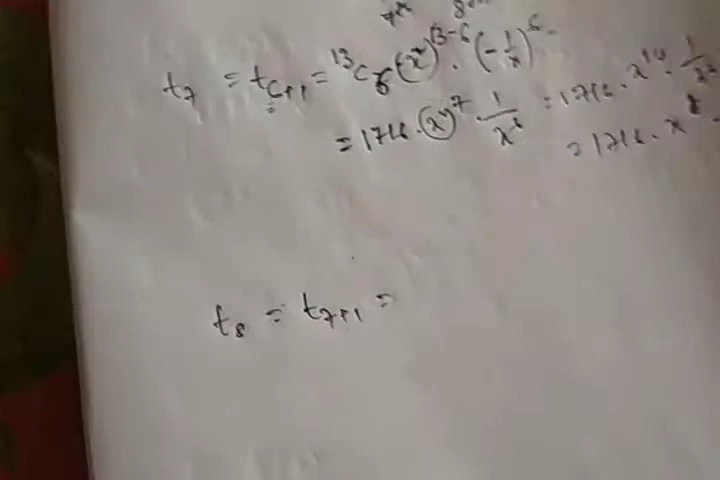 t₇ = t₆₊₁ = ¹³C₆ (x²)¹³⁻⁶ · (-1/x)⁶
= 1716 · (x²)⁷ · 1/x⁶ = 1716 · x¹⁴ · 1/x⁶
= 1716 · x⁸
t₈ = t₇₊₁ =